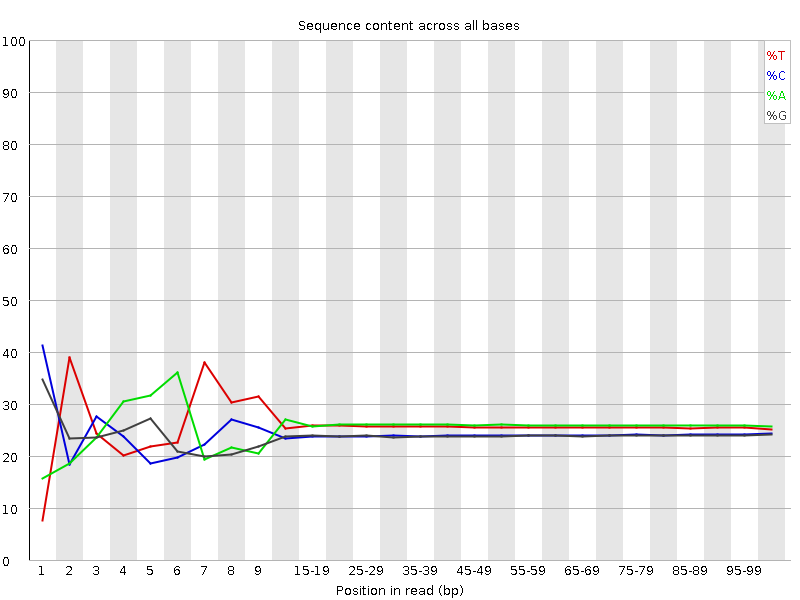 Sequence content across all bases
%T
%C
%A
%G
100
90
80
70
60
50
40
30
20
10
0
1 2 3 4 5 6 7 8 9 15-19 25-29 35-39 45-49 55-59 65-69 75-79 85-89 95-99
Position in read (bp)